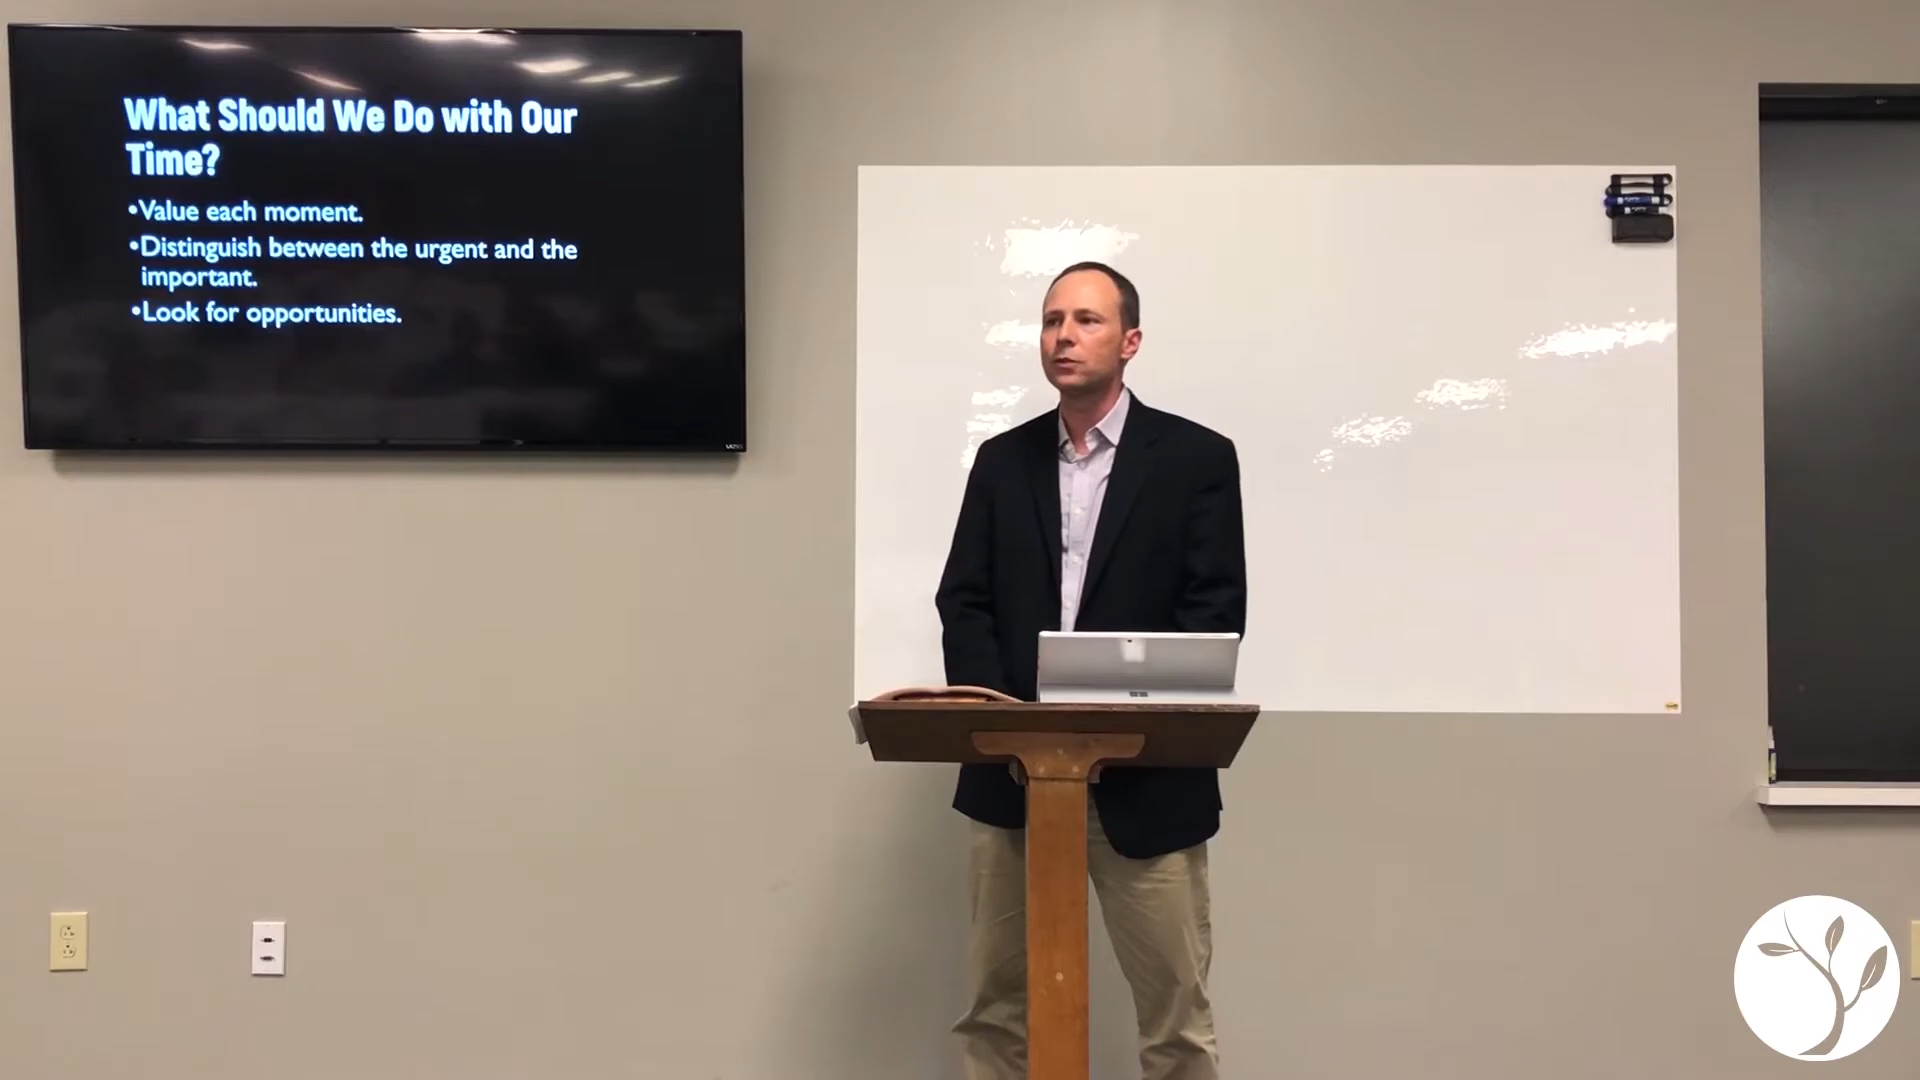 What Should We Do with Our
Time?
•Value each moment.
•Distinguish between the urgent and the
important.
•Look for opportunities.
VIZIO